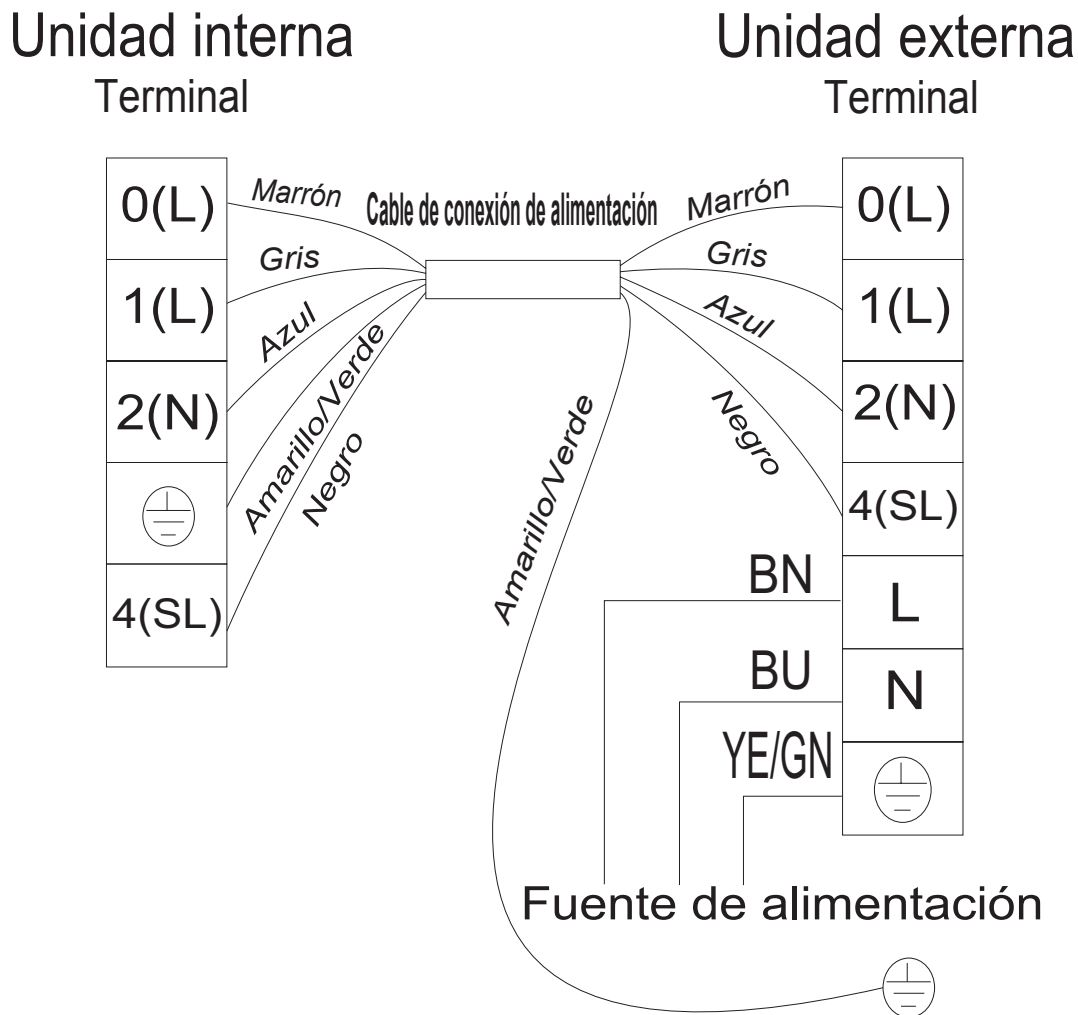 Unidad interna
Terminal
Unidad externa
Terminal
0(L)
1(L)
2(N)
4(SL)
Marrón
Gris
Azul
Amarillo/Verde
Negro
Cable de conexión de alimentación
Marrón
Gris
Azul
Negro
Amarillo/Verde
0(L)
1(L)
2(N)
4(SL)
L
N
BN
BU
YE/GN
Fuente de alimentación